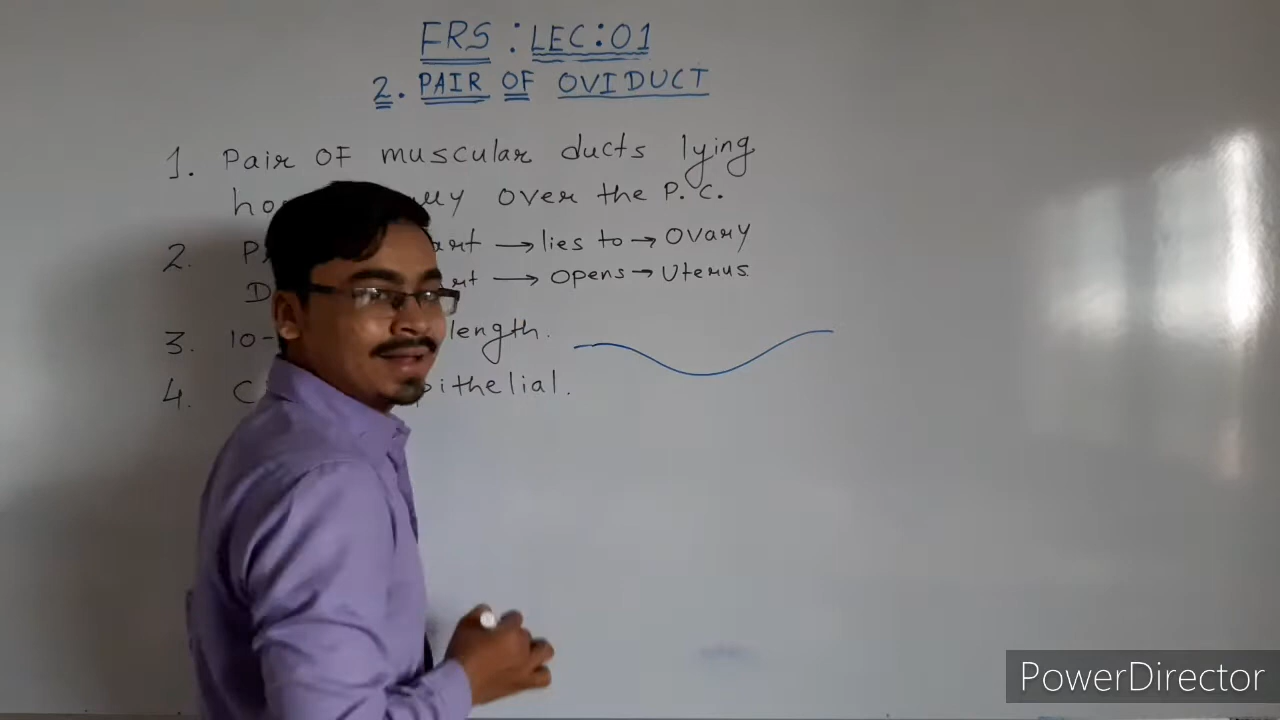 FRS : LEC:01
2. PAIR OF OVIDUCT
1. Pair OF muscular ducts lying
over the P. C.
2. → lies to → Ovary
→ opens → Uterus
3. length.
4.
PowerDirector